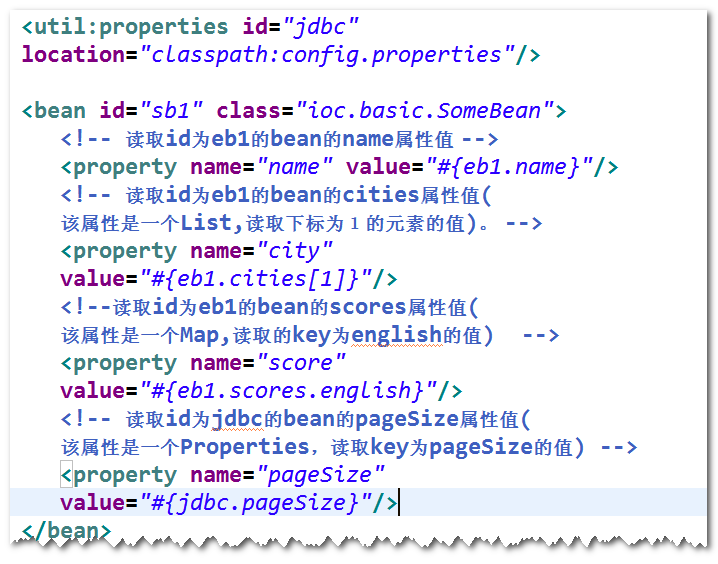 <util:properties id="jdbc"
location="classpath:config.properties"/>
<bean id="sb1" class="ioc.basic.SomeBean">
<!-- 读取id为eb1的bean的name属性值 -->
<property name="name" value="#{eb1.name}"/>
<!-- 读取id为eb1的bean的cities属性值(
该属性是一个List,读取下标为1的元素的值)。 -->
<property name="city"
value="#{eb1.cities[1]}"/>
<!--读取id为eb1的bean的scores属性值(
该属性是一个Map,读取的key为english的值)  -->
<property name="score"
value="#{eb1.scores.english}"/>
<!-- 读取id为jdbc的bean的pageSize属性值(
该属性是一个Properties，读取key为pageSize的值) -->
<property name="pageSize"
value="#{jdbc.pageSize}"/>
</bean>